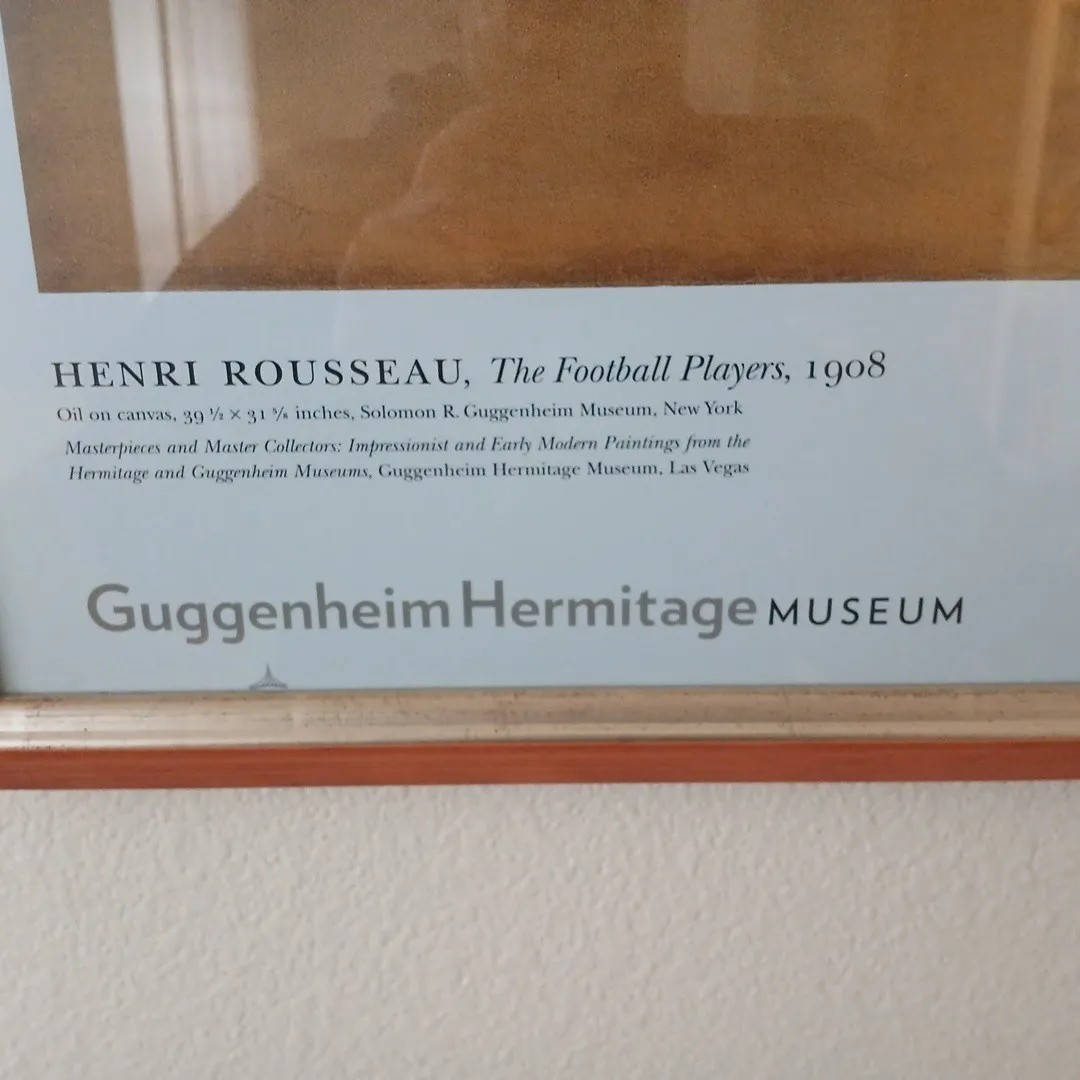 HENRI ROUSSEAU, The Football Players, 1908
Oil on canvas, 39 ½ × 31 ⅝ inches, Solomon R. Guggenheim Museum, New York
Masterpieces and Master Collectors: Impressionist and Early Modern Paintings from the
Hermitage and Guggenheim Museums, Guggenheim Hermitage Museum, Las Vegas
Guggenheim Hermitage MUSEUM